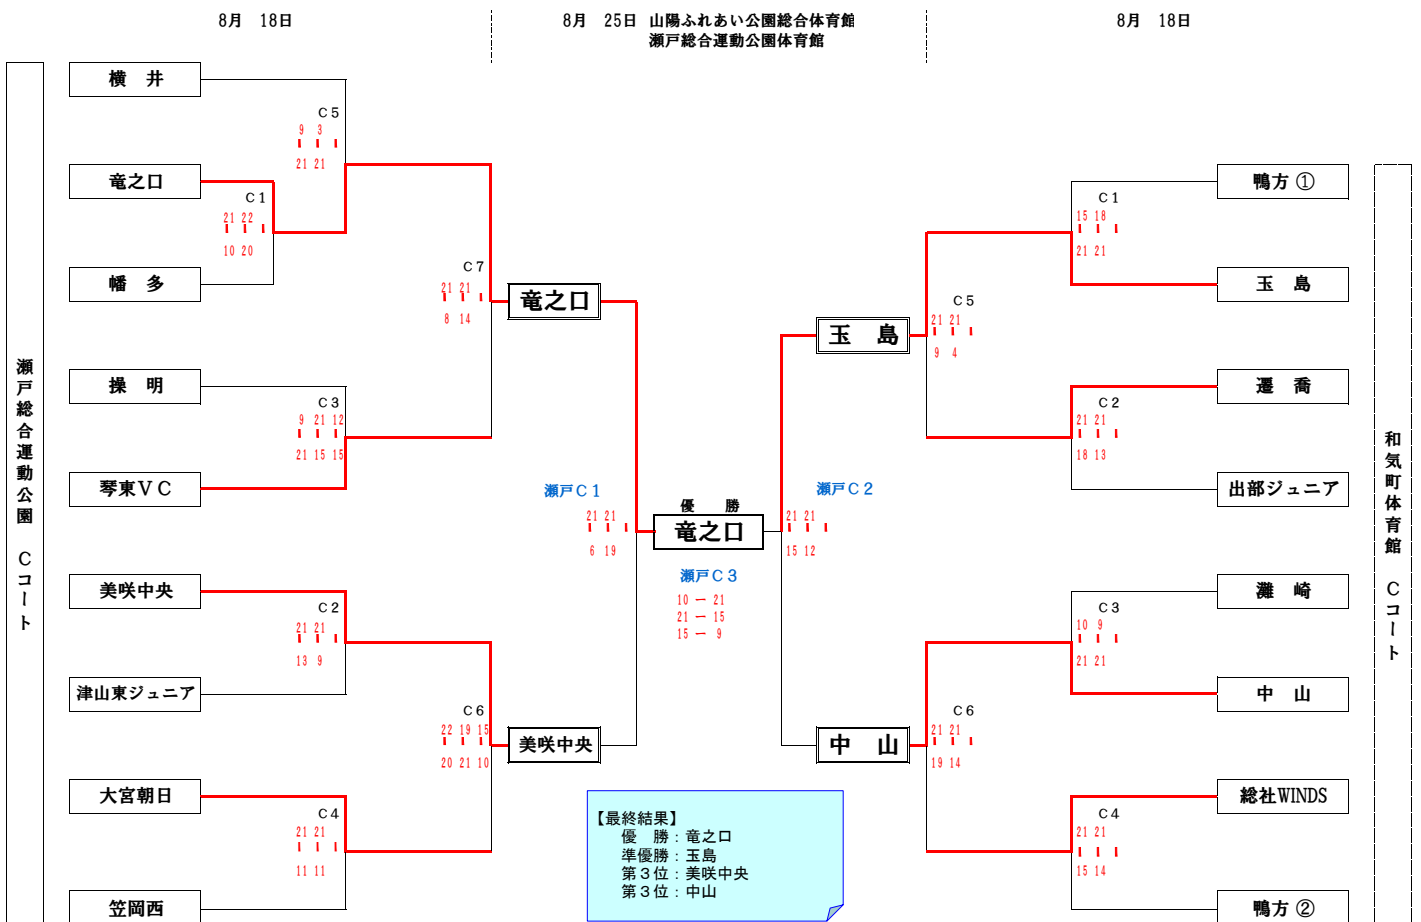 8月　18日
8月　25日 山陽ふれあい公園総合体育館
瀬戸総合運動公園体育館
8月　18日
瀬戸総合運動公園　Cコート
横　井
C5
9 3
21 21
竜之口
C1
21 22
10 20
幡　多
C7
21 21
8 14
操　明
C3
9 21 12
21 15 15
琴東VC
美咲中央
C2
21 21
13 9
津山東ジュニア
C6
22 19 15
20 21 10
大宮朝日
C4
21 21
11 11
笠岡西
竜之口
瀬戸C1
21 21
6 19
美咲中央
優　勝
竜之口
瀬戸C3
10 ー 21
21 ー 15
15 ー 9
玉　島
瀬戸C2
21 21
15 12
中　山
鴨方 ①
C1
15 18
21 21
玉　島
C5
21 21
9 4
遷　喬
C2
21 21
18 13
出部ジュニア
灘　崎
C3
10 9
21 21
中　山
C6
21 21
19 14
総社WINDS
C4
21 21
15 14
鴨方 ②
和気町体育館　Cコート
【最終結果】
優　勝：竜之口
準優勝：玉島
第3位：美咲中央
第3位：中山